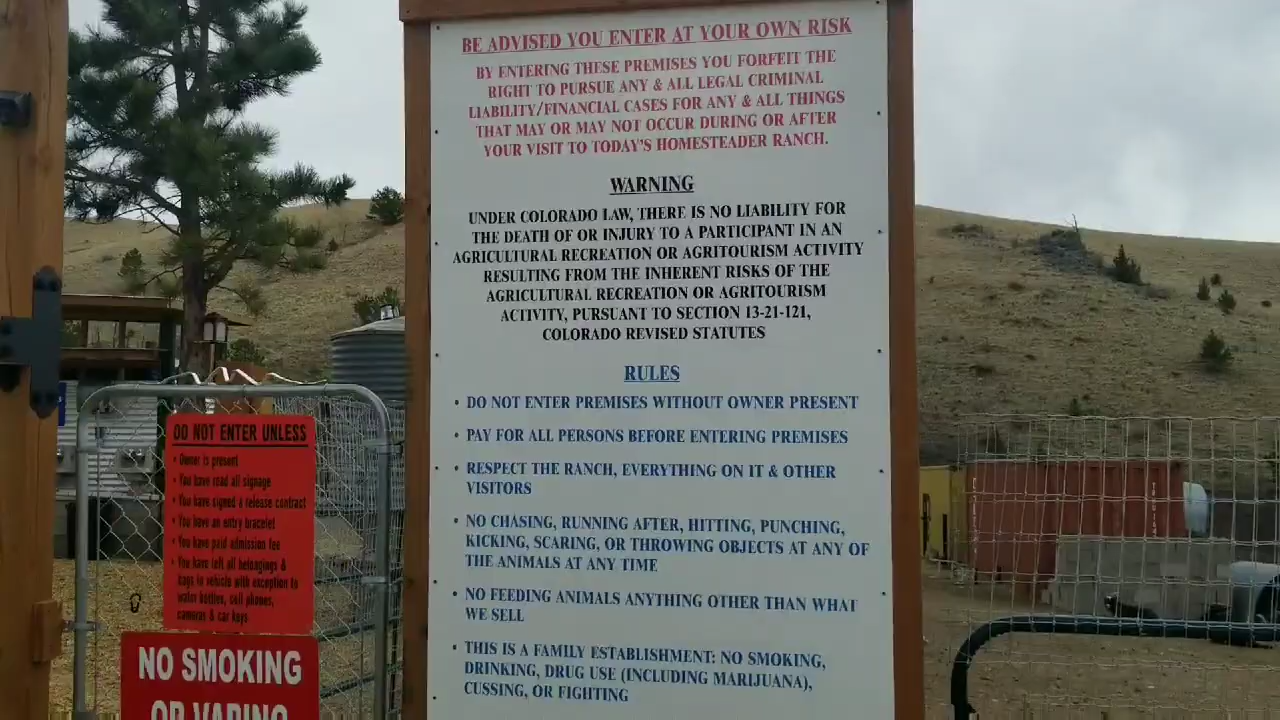 BE ADVISED YOU ENTER AT YOUR OWN RISK
BY ENTERING THESE PREMISES YOU FORFEIT THE
RIGHT TO PURSUE ANY & ALL LEGAL CRIMINAL
LIABILITY/FINANCIAL CASES FOR ANY & ALL THINGS
THAT MAY OR MAY NOT OCCUR DURING OR AFTER
YOUR VISIT TO TODAY'S HOMESTEADER RANCH.
WARNING
UNDER COLORADO LAW, THERE IS NO LIABILITY FOR
THE DEATH OF OR INJURY TO A PARTICIPANT IN AN
AGRICULTURAL RECREATION OR AGRITOURISM ACTIVITY
RESULTING FROM THE INHERENT RISKS OF THE
AGRICULTURAL RECREATION OR AGRITOURISM
ACTIVITY, PURSUANT TO SECTION 13-21-121,
COLORADO REVISED STATUTES
RULES
• DO NOT ENTER PREMISES WITHOUT OWNER PRESENT
• PAY FOR ALL PERSONS BEFORE ENTERING PREMISES
• RESPECT THE RANCH, EVERYTHING ON IT & OTHER
VISITORS
• NO CHASING, RUNNING AFTER, HITTING, PUNCHING,
KICKING, SCARING, OR THROWING OBJECTS AT ANY OF
THE ANIMALS AT ANY TIME
• NO FEEDING ANIMALS ANYTHING OTHER THAN WHAT
WE SELL
• THIS IS A FAMILY ESTABLISHMENT: NO SMOKING,
DRINKING, DRUG USE (INCLUDING MARIJUANA),
CUSSING, OR FIGHTING
DO NOT ENTER UNLESS
• Owner is present
• You have read all signage
• You have signed a release contract
• You have an entry bracelet
• You have paid admission fee
• You have left all belongings &
bags in vehicle with exception to
water bottles, cell phones,
cameras & car keys
NO SMOKING
OR VAPING